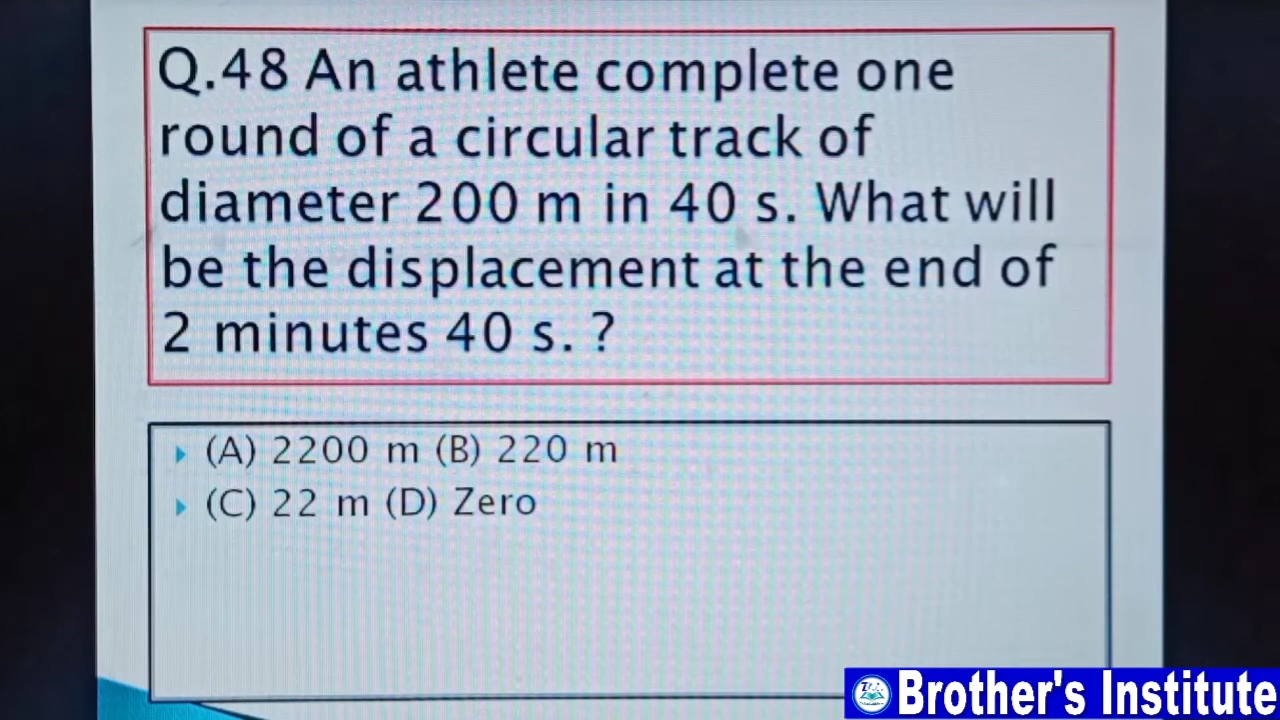 Q.48 An athlete complete one
round of a circular track of
diameter 200 m in 40 s. What will
be the displacement at the end of
2 minutes 40 s. ?
(A) 2200 m (B) 220 m
(C) 22 m (D) Zero
Brother's Institute